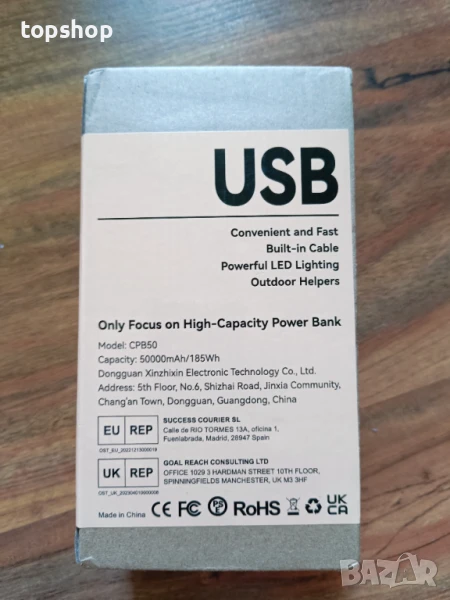 topshop
USB
Convenient and Fast
Built-in Cable
Powerful LED Lighting
Outdoor Helpers
Only Focus on High-Capacity Power Bank
Model: CPB50
Capacity: 50000mAh/185Wh
Dongguan Xinzhixin Electronic Technology Co., Ltd.
Address: 5th Floor, No.6, Shizhai Road, Jinxia Community,
Chang'an Town, Dongguan, Guangdong, China
EU REP
SUCCESS COURIER SL
Calle de RIO TORMES 13A, oficina 1,
Fuenlabrada, Madrid, 28947 Spain
UK REP
GOAL REACH CONSULTING LTD
OFFICE 1029 3 HARDMAN STREET 10TH FLOOR,
SPINNINGFIELDS MANCHESTER, UK M3 3HF
Made in China CE FC PSE RoHS UK CA
BAZAR